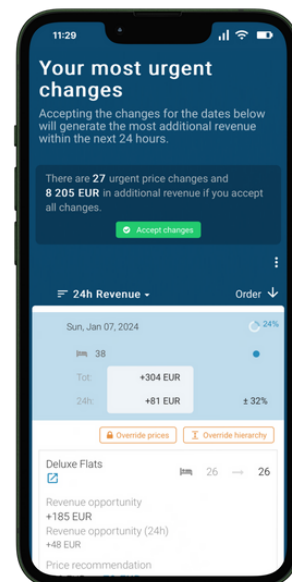 11:29
Your most urgent
changes
Accepting the changes for the dates below
will generate the most additional revenue
within the next 24 hours.
There are 27 urgent price changes and
8 205 EUR in additional revenue if you accept
all changes.
Accept changes
24h Revenue
Order
Sun, Jan 07, 2024
24%
38
Tot: +304 EUR
24h: +81 EUR ± 32%
Override prices Override hierarchy
Deluxe Flats
26 → 26
Revenue opportunity
+185 EUR
Revenue opportunity (24h)
+48 EUR
Price recommendation